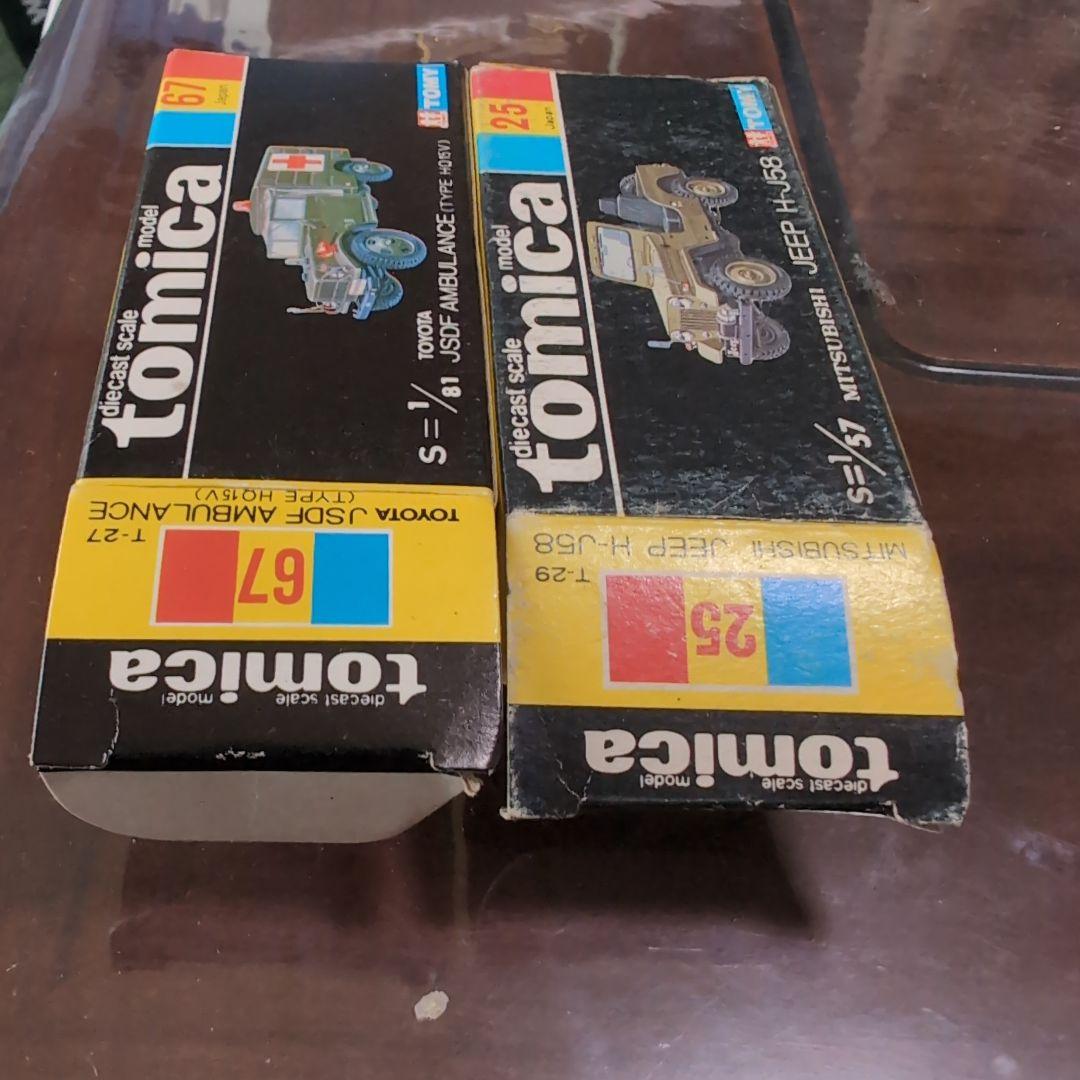 67
Japan
TOMY
diecast scale model
tomica
S=1/81
TOYOTA
JSDF AMBULANCE (TYPE HQ15V)
TOYOTA JSDF AMBULANCE
(TYPE HQ15V)
T-27
67
tomica
diecast scale model
25
Japan
TOMY
diecast scale model
tomica
S=1/57 MITSUBISHI JEEP H-J58
MITSUBISHI JEEP H-J58
T-29
25
tomica
diecast scale model